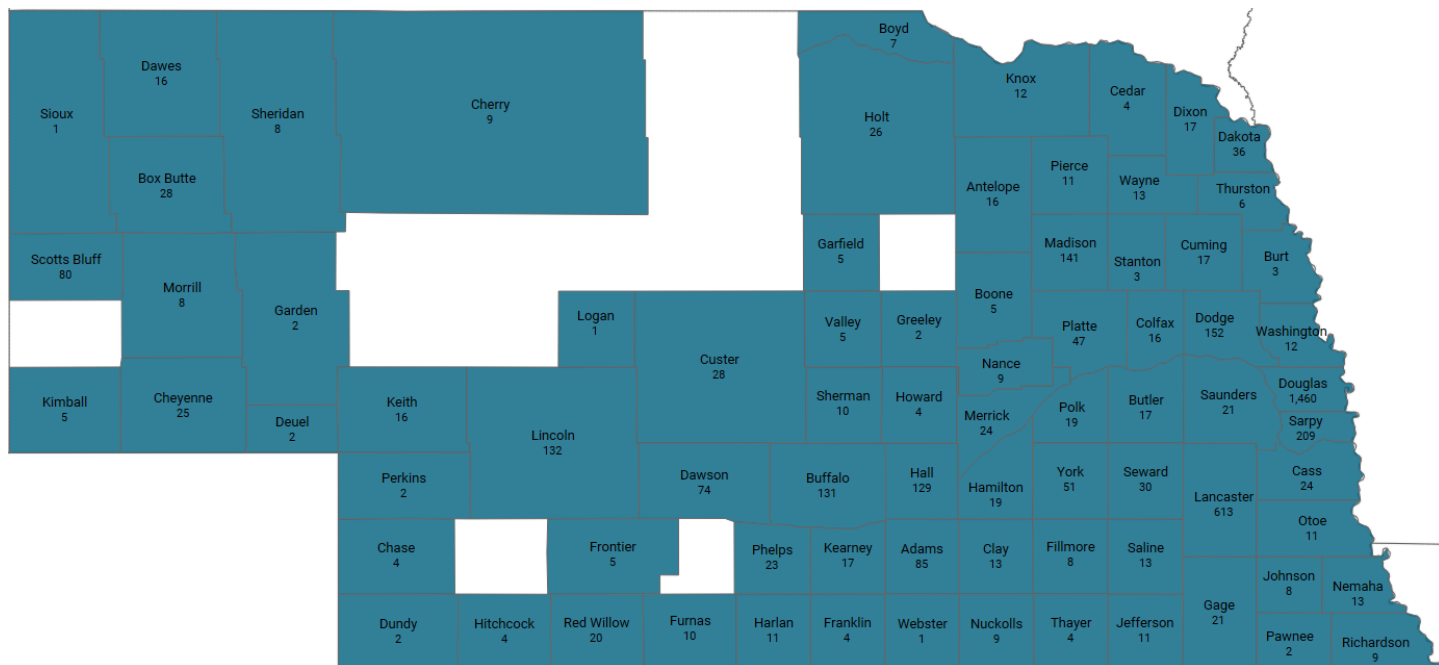 Boyd
7
Dawes
16
Knox
12
Cedar
4
Cherry
9
Sioux
1
Sheridan
8
Holt
26
Dixon
17
Dakota
36
Box Butte
28
Pierce
11
Antelope
16
Wayne
13
Thurston
6
Garfield
5
Madison
141
Cuming
17
Scotts Bluff
80
Stanton
3
Burt
3
Morrill
8
Boone
5
Garden
2
Logan
1
Valley
5
Greeley
2
Platte
47
Colfax
16
Dodge
152
Washington
12
Custer
28
Nance
9
Douglas
1,460
Kimball
5
Cheyenne
25
Keith
16
Sherman
10
Howard
4
Merrick
24
Polk
19
Butler
17
Saunders
21
Sarpy
209
Deuel
2
Lincoln
132
Perkins
2
Dawson
74
Buffalo
131
Hall
129
Hamilton
19
York
51
Seward
30
Cass
24
Lancaster
613
Otoe
11
Chase
4
Frontier
5
Phelps
23
Kearney
17
Adams
85
Clay
13
Fillmore
8
Saline
13
Johnson
8
Nemaha
13
Gage
21
Dundy
2
Hitchcock
4
Red Willow
20
Furnas
10
Harlan
11
Franklin
4
Webster
1
Nuckolls
9
Thayer
4
Jefferson
11
Pawnee
2
Richardson
9